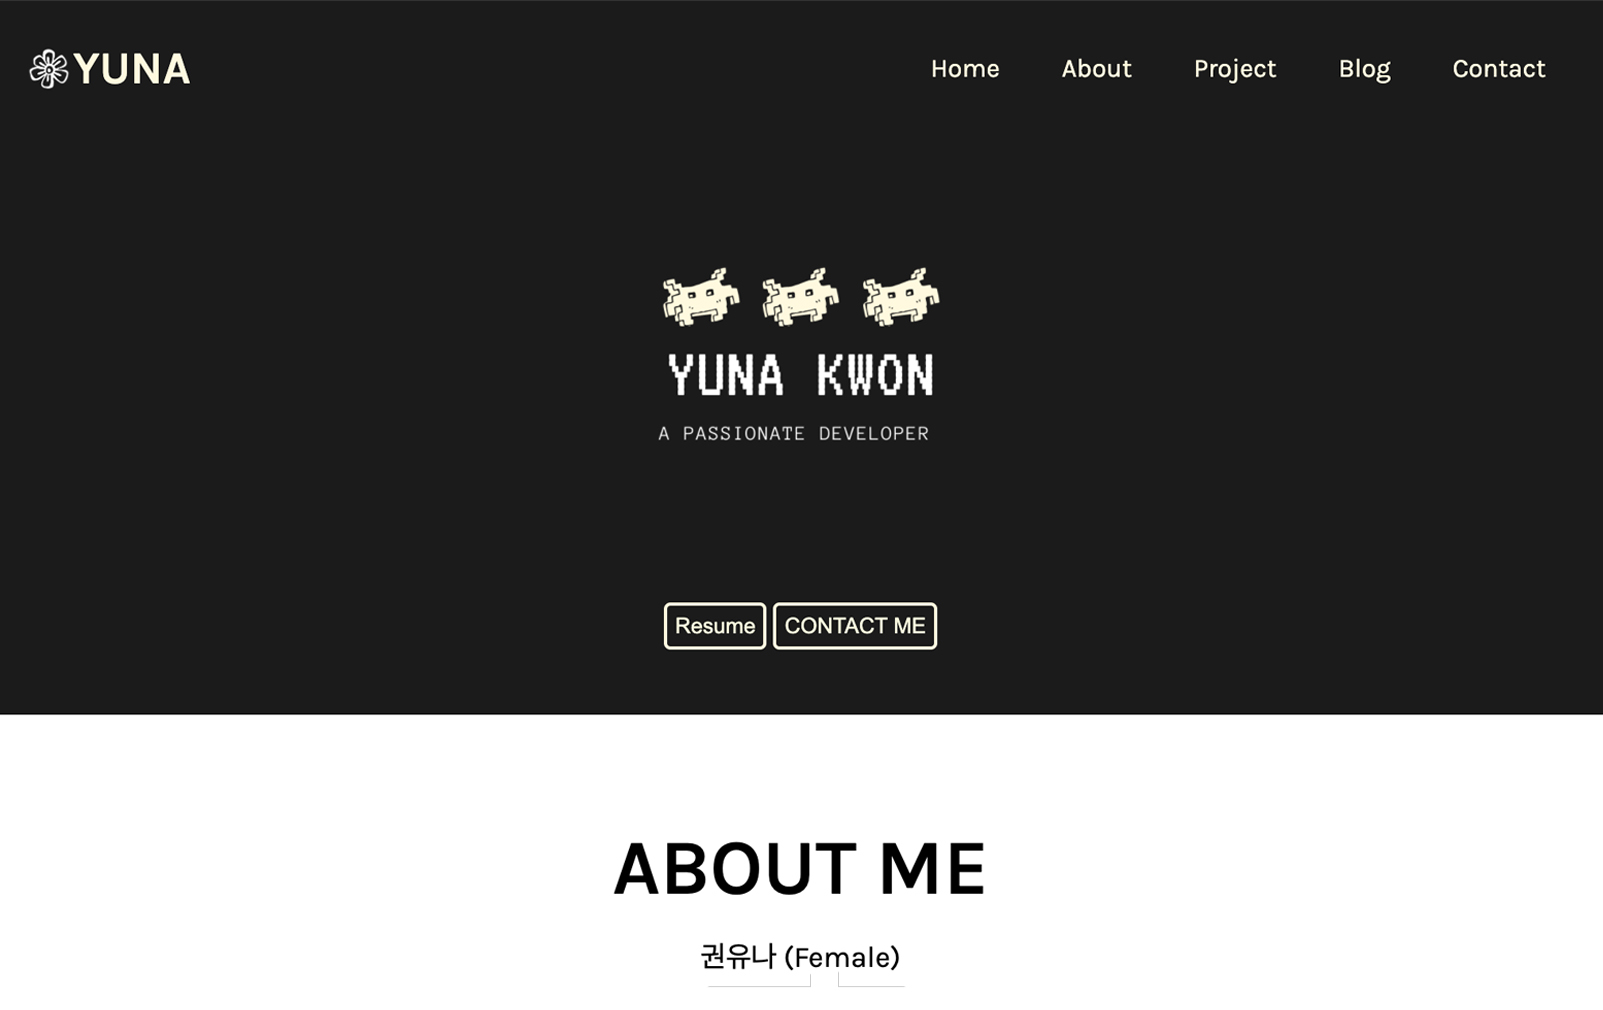 YUNA
Home About Project Blog Contact
YUNA KWON
A PASSIONATE DEVELOPER
Resume CONTACT ME
ABOUT ME
권유나 (Female)